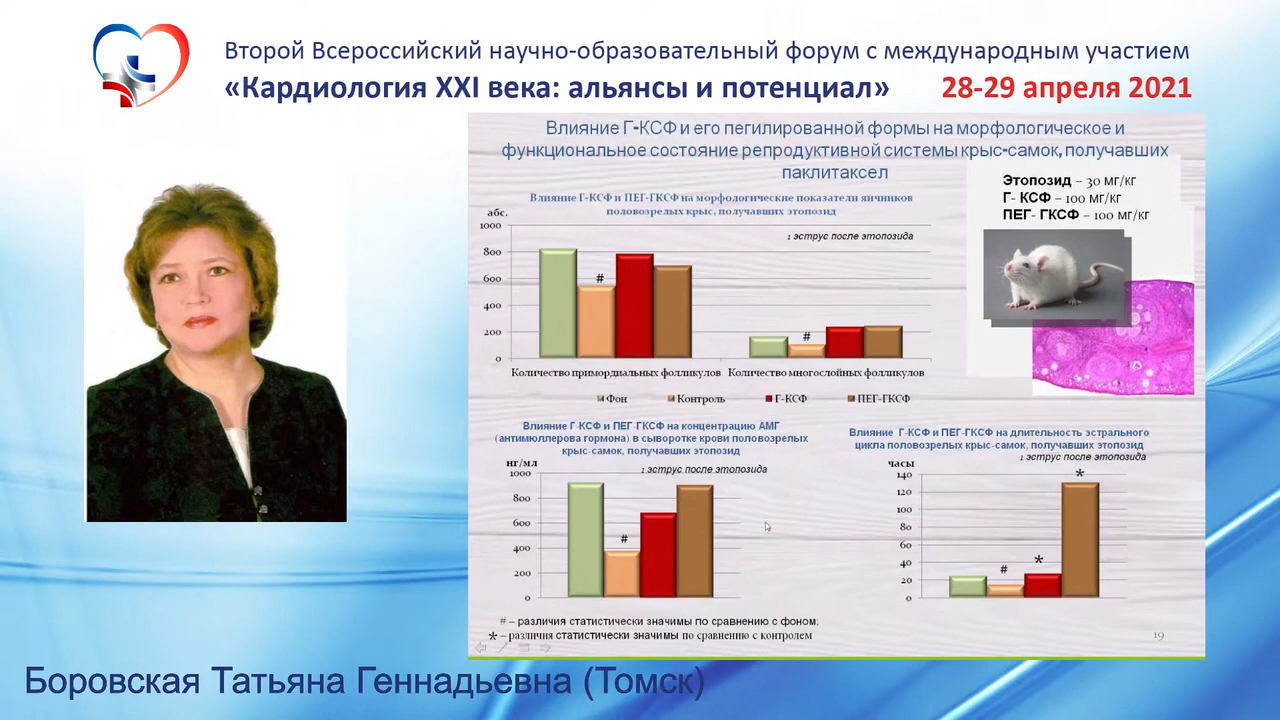 Второй Всероссийский научно-образовательный форум с международным участием
«Кардиология XXI века: альянсы и потенциал» 28-29 апреля 2021
Влияние Г-КСФ и его пегилированной формы на морфологическое и
функциональное состояние репродуктивной системы крыс-самок, получавших
паклитаксел
Этопозид – 30 мг/кг
Г- КСФ – 100 мг/кг
ПЕГ- ГКСФ – 100 мг/кг
Влияние Г-КСФ и ПЕГ-ГКСФ на морфологические показатели яичников
половозрелых крыс, получавших этопозид
абс.
1 эструс после этопозида
1000
800
600
400
200
0
#
#
Количество примордиальных фолликулов Количество многослойных фолликулов
Фон Контроль Г-КСФ ПЕГ-ГКСФ
Влияние Г-КСФ и ПЕГ-ГКСФ на концентрацию АМГ
(антимюллерова гормона) в сыворотке крови половозрелых
крыс-самок, получавших этопозид
нг/мл
1 эструс после этопозида
1000
800
600
400
200
0
#
Влияние Г-КСФ и ПЕГ-ГКСФ на длительность эстрального
цикла половозрелых крыс-самок, получавших этопозид
1 эструс после этопозида
часы
140
120
100
80
60
40
20
0
# * *
# – различия статистически значимы по сравнению с фоном;
* – различия статистически значимы по сравнению с контролем
19
Боровская Татьяна Геннадьевна (Томск)